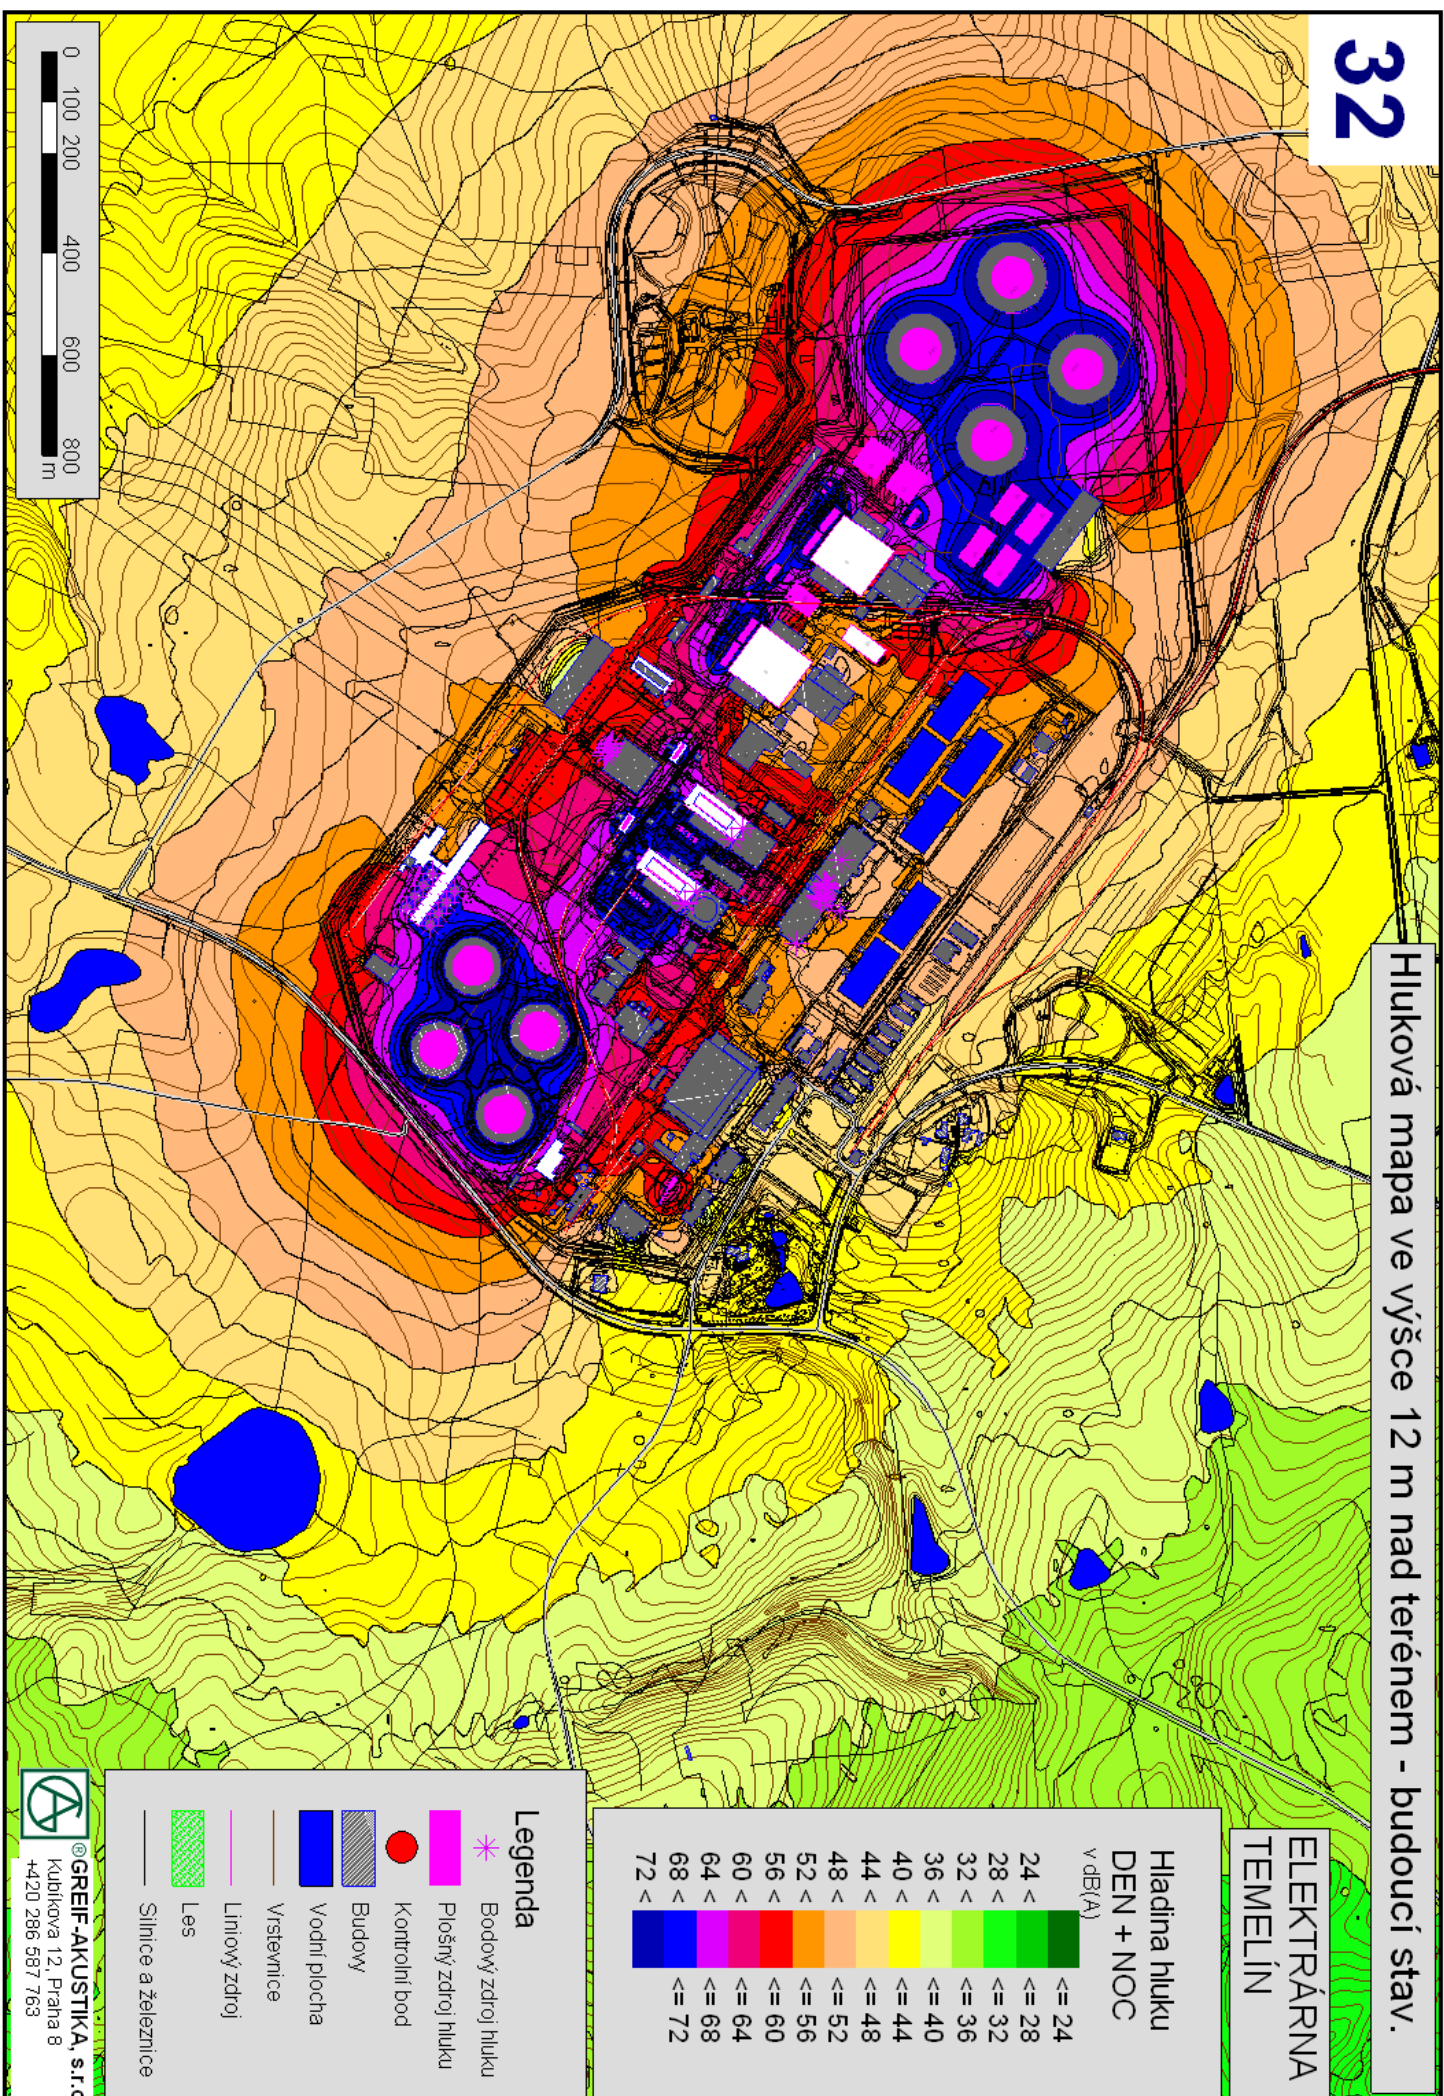 32
Hluková mapa ve výšce 12 m nad terénem - budoucí stav.
ELEKTRÁRNA
TEMELÍN
Hladina hluku
DEN + NOC
v dB(A)
<= 24
24 < <= 28
28 < <= 32
32 < <= 36
36 < <= 40
40 < <= 44
44 < <= 48
48 < <= 52
52 < <= 56
56 < <= 60
60 < <= 64
64 < <= 68
68 < <= 72
72 <
Legenda
Bodový zdroj hluku
Plošný zdroj hluku
Kontrolní bod
Budovy
Vodní plocha
Vrstevnice
Liniový zdroj
Les
Silnice a železnice
0 100 200 400 600 800
m
®GREIF-AKUSTIKA, s.r.o
Kubíkova 12, Praha 8
+420 286 587 763